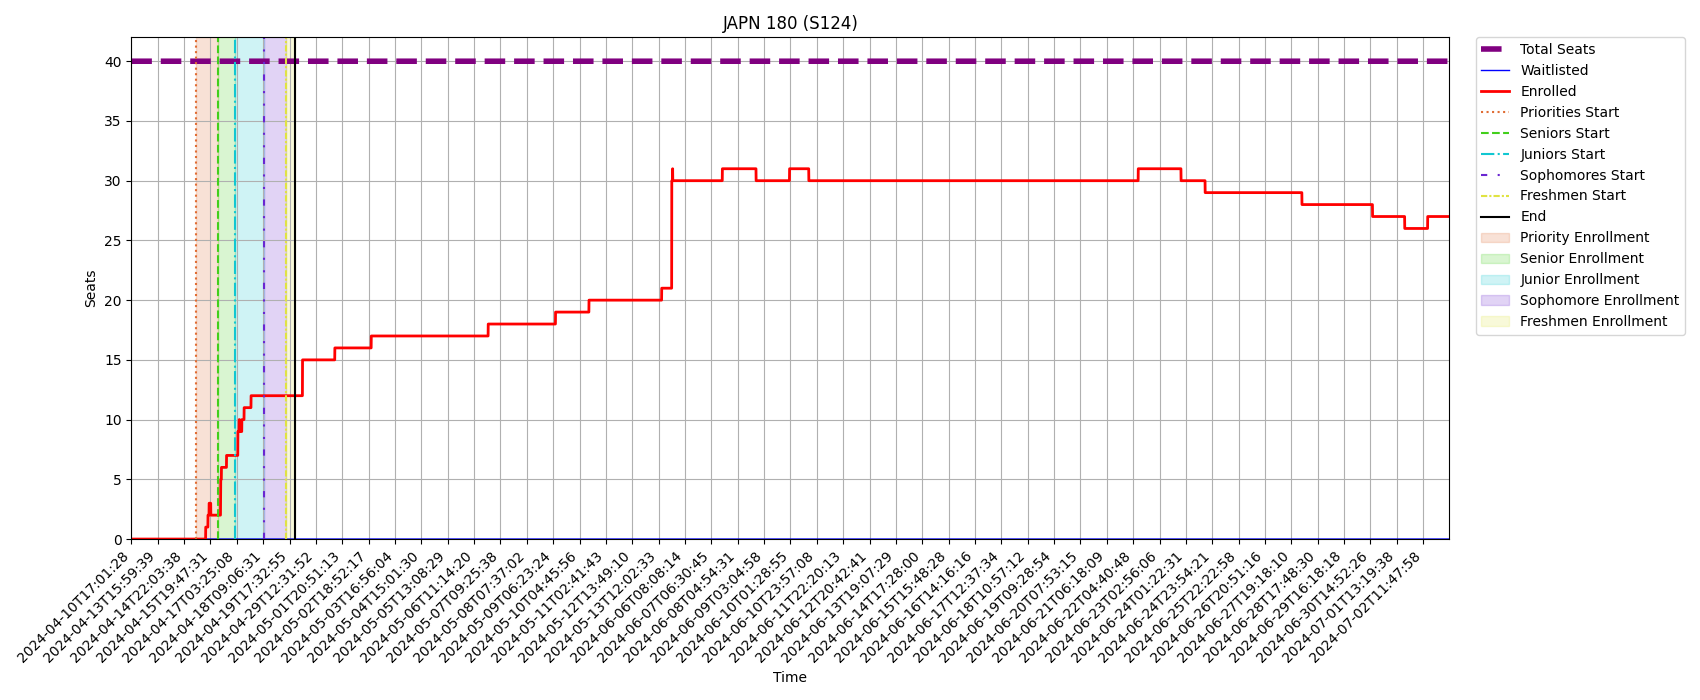 JAPN 180 (S124)
Total Seats
Waitlisted
Enrolled
Priorities Start
Seniors Start
Juniors Start
Sophomores Start
Freshmen Start
End
Priority Enrollment
Senior Enrollment
Junior Enrollment
Sophomore Enrollment
Freshmen Enrollment
Seats
40
35
30
25
20
15
10
5
0
2024-04-10T17:01:28
2024-04-13T15:59:39
2024-04-14T22:03:38
2024-04-15T19:47:31
2024-04-17T03:25:08
2024-04-18T09:06:31
2024-04-19T17:32:55
2024-04-29T12:31:52
2024-05-01T20:51:13
2024-05-02T18:52:17
2024-05-03T16:56:04
2024-05-04T15:01:30
2024-05-05T13:08:29
2024-05-06T11:14:20
2024-05-07T09:25:38
2024-05-08T07:37:02
2024-05-09T06:23:24
2024-05-10T04:45:56
2024-05-11T02:41:43
2024-05-12T13:49:10
2024-05-13T12:02:33
2024-06-06T08:08:14
2024-06-07T06:30:45
2024-06-08T04:54:31
2024-06-09T03:04:58
2024-06-10T01:28:55
2024-06-10T23:57:08
2024-06-11T22:20:13
2024-06-12T20:42:41
2024-06-13T19:07:29
2024-06-14T17:28:00
2024-06-15T15:48:28
2024-06-16T14:16:16
2024-06-17T12:37:34
2024-06-18T10:57:12
2024-06-19T09:28:54
2024-06-20T07:53:15
2024-06-21T06:18:09
2024-06-22T04:40:48
2024-06-23T02:56:06
2024-06-24T01:22:31
2024-06-24T23:54:21
2024-06-25T22:22:58
2024-06-26T20:51:16
2024-06-27T19:18:10
2024-06-28T17:48:30
2024-06-29T16:18:18
2024-06-30T14:52:26
2024-07-01T13:19:38
2024-07-02T11:47:58
Time